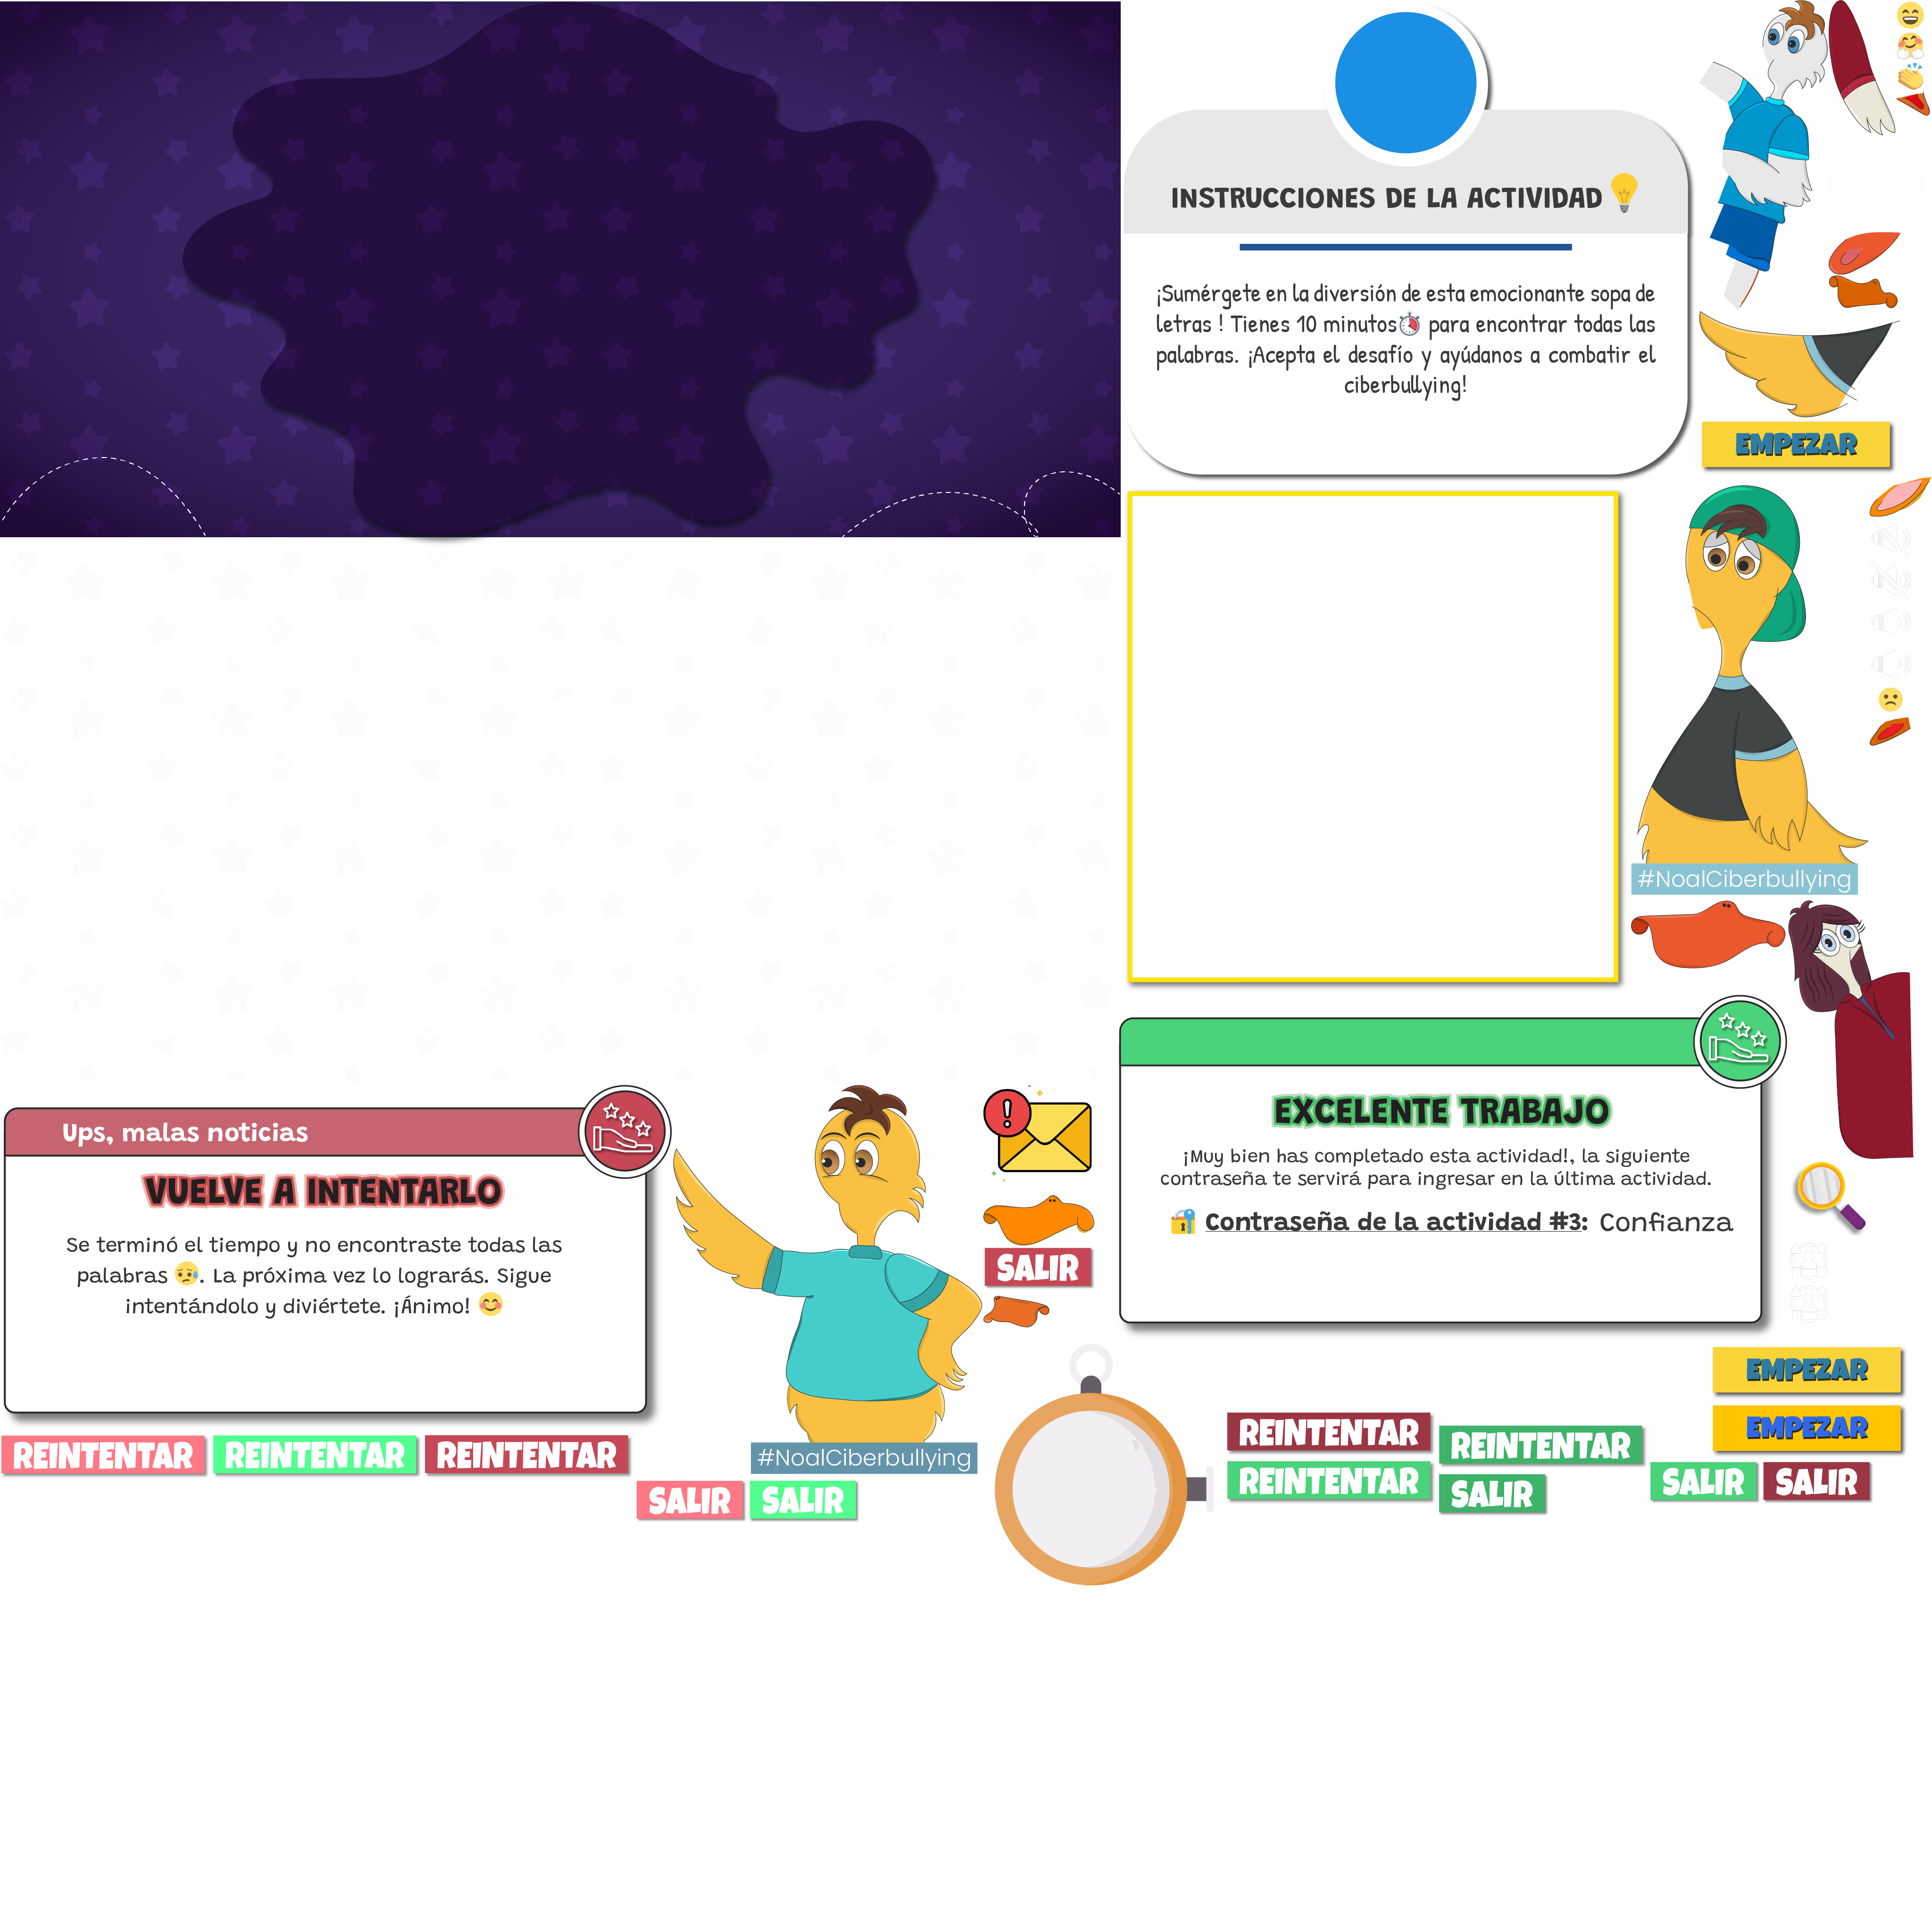 INSTRUCCIONES DE LA ACTIVIDAD
¡Sumérgete en la diversión de esta emocionante sopa de
letras ! Tienes 10 minutos para encontrar todas las
palabras. ¡Acepta el desafío y ayúdanos a combatir el
ciberbullying!
EMPEZAR
#NoalCiberbullying
Ups, malas noticias
VUELVE A INTENTARLO
Se terminó el tiempo y no encontraste todas las
palabras. La próxima vez lo lograrás. Sigue
intentándolo y diviértete. ¡Ánimo!
SALIR
EXCELENTE TRABAJO
¡Muy bien has completado esta actividad!, la siguiente
contraseña te servirá para ingresar en la última actividad.
Contraseña de la actividad #3: Confianza
REINTENTAR
REINTENTAR
REINTENTAR
#NoalCiberbullying
SALIR
SALIR
REINTENTAR
REINTENTAR
REINTENTAR
SALIR
EMPEZAR
EMPEZAR
SALIR
SALIR